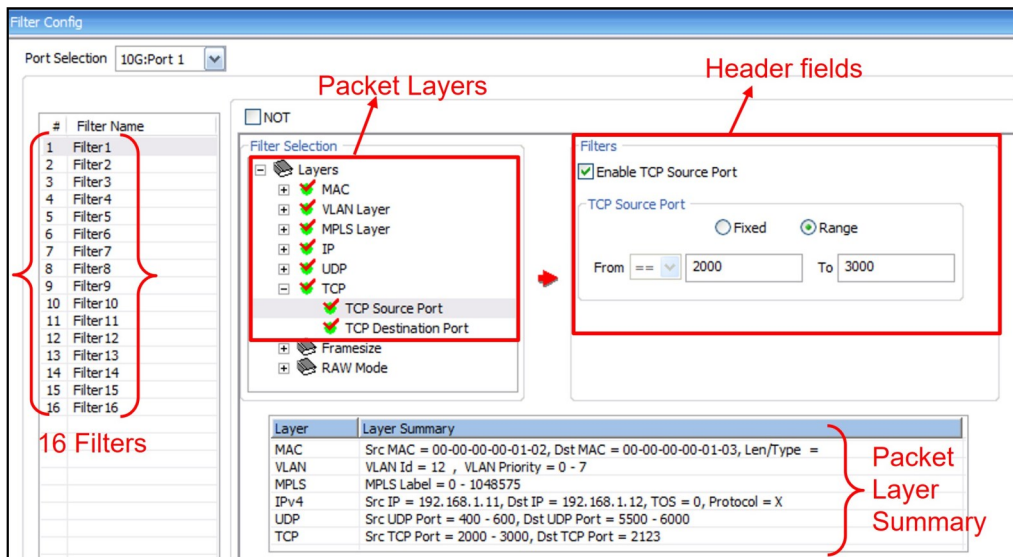 Filter Config
Port Selection 10G:Port 1
Packet Layers
Header fields
# Filter Name
1 Filter1
2 Filter2
3 Filter3
4 Filter4
5 Filter5
6 Filter6
7 Filter7
8 Filter8
9 Filter9
10 Filter10
11 Filter11
12 Filter12
13 Filter13
14 Filter14
15 Filter15
16 Filter16
16 Filters
NOT
Filter Selection
Layers
MAC
VLAN Layer
MPLS Layer
IP
UDP
TCP
TCP Source Port
TCP Destination Port
Framesize
RAW Mode
Filters
Enable TCP Source Port
TCP Source Port
Fixed Range
From == 2000 To 3000
Layer Layer Summary
MAC Src MAC = 00-00-00-00-01-02, Dst MAC = 00-00-00-00-01-03, Len/Type =
VLAN VLAN Id = 12 , VLAN Priority = 0 - 7
MPLS MPLS Label = 0 - 1048575
IPv4 Src IP = 192.168.1.11, Dst IP = 192.168.1.12, TOS = 0, Protocol = X
UDP Src UDP Port = 400 - 600, Dst UDP Port = 5500 - 6000
TCP Src TCP Port = 2000 - 3000, Dst TCP Port = 2123
Packet
Layer
Summary